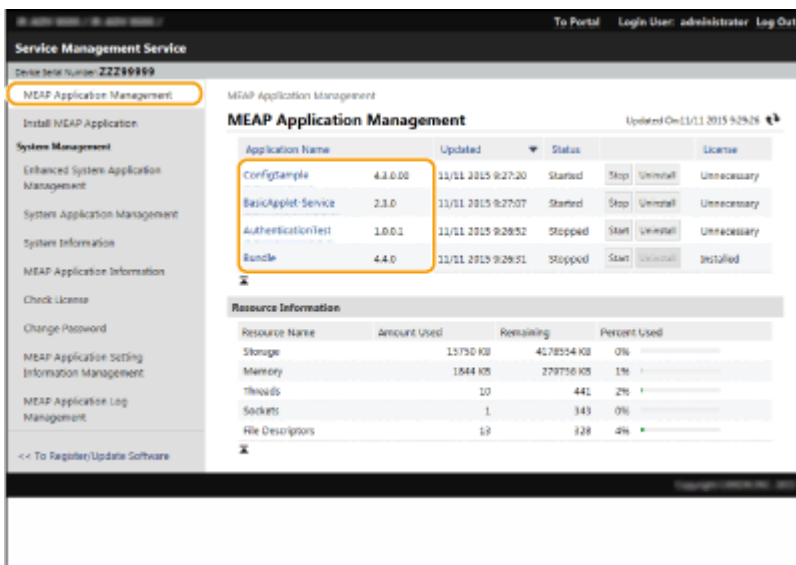 To Portal Login User: administrator Log Out
Service Management Service
Device Serial Number: ZZZ99999
MEAP Application Management
Install MEAP Application
System Management
Enhanced System Application
Management
System Application Management
System Information
MEAP Application Information
Check License
Change Password
MEAP Application Setting
Information Management
MEAP Application Log
Management
<< To Register/Update Software
MEAP Application Management
MEAP Application Management Updated On:11/11 2015 9:29:26
Application Name Updated Status License
ConfigSample 4.3.0.00 11/11 2015 9:27:20 Started Stop Uninstall Unnecessary
BasicApplet-Service 2.3.0 11/11 2015 9:27:07 Started Stop Uninstall Unnecessary
AuthenticationTest 1.0.0.1 11/11 2015 9:26:52 Stopped Start Uninstall Unnecessary
Bundle 4.4.0 11/11 2015 9:26:31 Stopped Start Uninstall Installed
Resource Information
Resource Name Amount Used Remaining Percent Used
Storage 15750 KB 4178554 KB 0%
Memory 1844 KB 279756 KB 1%
Threads 10 441 2%
Sockets 1 343 0%
File Descriptors 13 328 4%